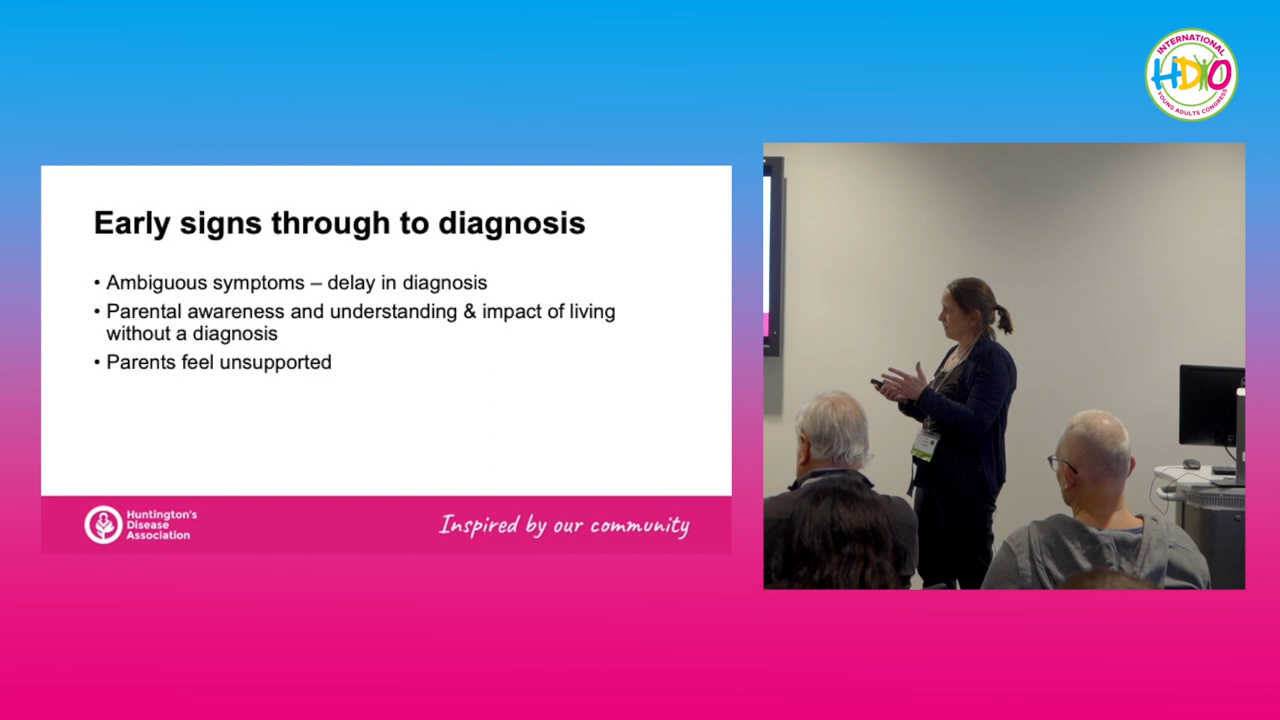 INTERNATIONAL
HDYO
YOUNG ADULTS CONGRESS
Early signs through to diagnosis
• Ambiguous symptoms – delay in diagnosis
• Parental awareness and understanding & impact of living
without a diagnosis
• Parents feel unsupported
Huntington's
Disease
Association
Inspired by our community